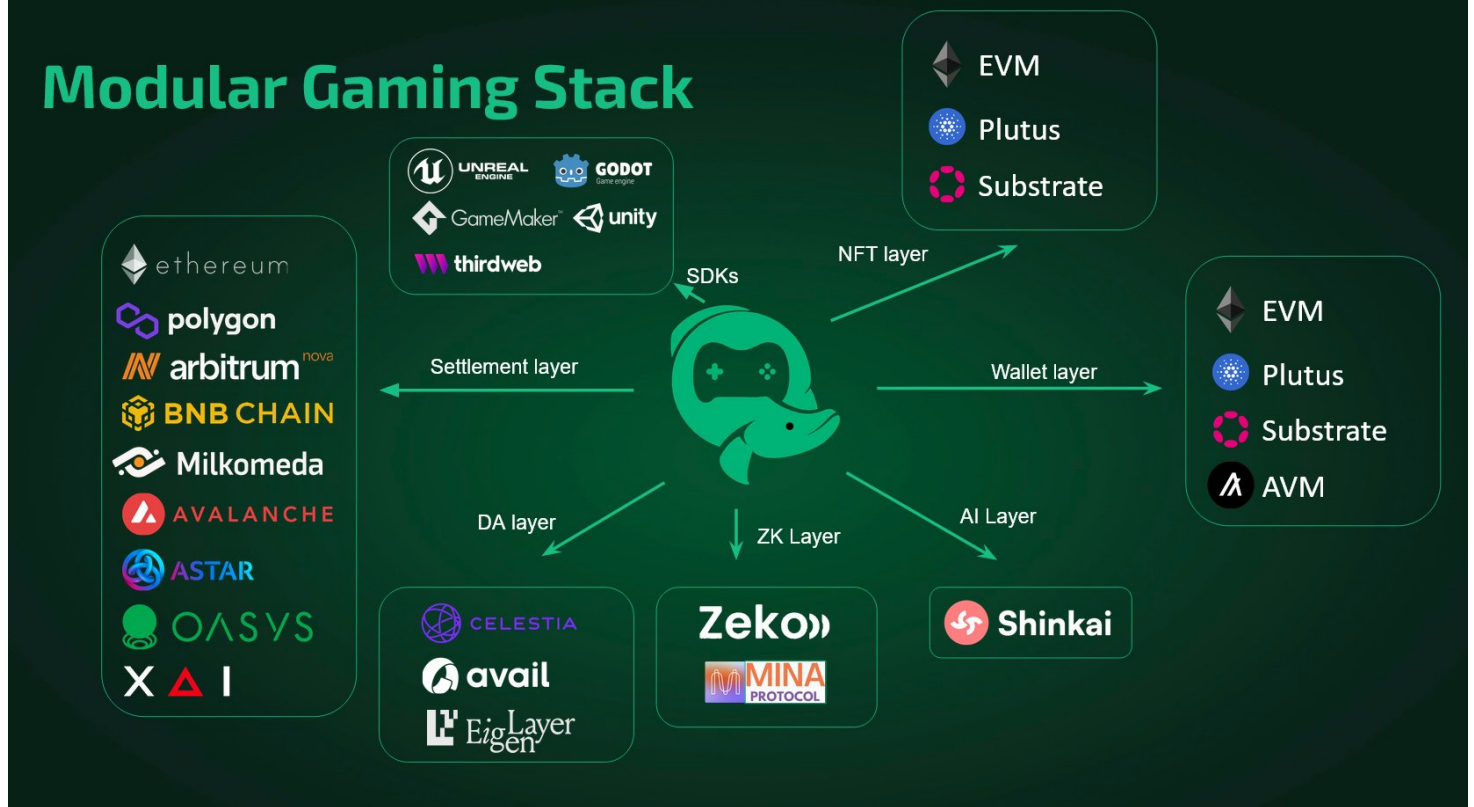 Modular Gaming Stack
UNREAL
ENGINE
GODOT
Game engine
GameMaker™
unity
thirdweb
SDKs
NFT layer
EVM
Plutus
Substrate
ethereum
polygon
arbitrum nova
BNB CHAIN
Milkomeda
AVALANCHE
ASTAR
OASYS
XAI
Settlement layer
Wallet layer
EVM
Plutus
Substrate
AVM
DA layer
ZK Layer
AI Layer
CELESTIA
avail
EigenLayer
Zeko
MINA
PROTOCOL
Shinkai